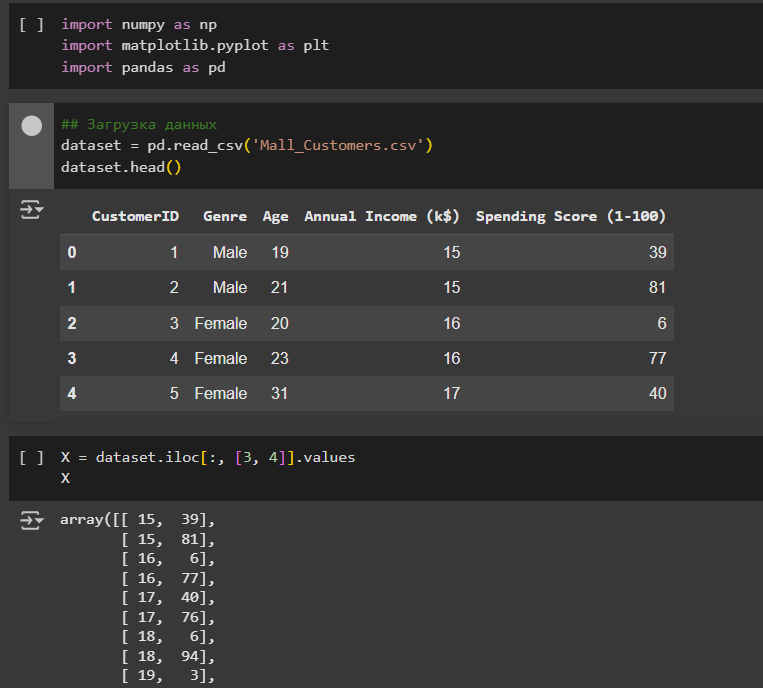 [ ] import numpy as np
import matplotlib.pyplot as plt
import pandas as pd
## Загрузка данных
dataset = pd.read_csv('Mall_Customers.csv')
dataset.head()
CustomerID Genre Age Annual Income (k$) Spending Score (1-100)
0 1 Male 19 15 39
1 2 Male 21 15 81
2 3 Female 20 16 6
3 4 Female 23 16 77
4 5 Female 31 17 40
[ ] X = dataset.iloc[:, [3, 4]].values
X
array([[ 15, 39],
[ 15, 81],
[ 16, 6],
[ 16, 77],
[ 17, 40],
[ 17, 76],
[ 18, 6],
[ 18, 94],
[ 19, 3],